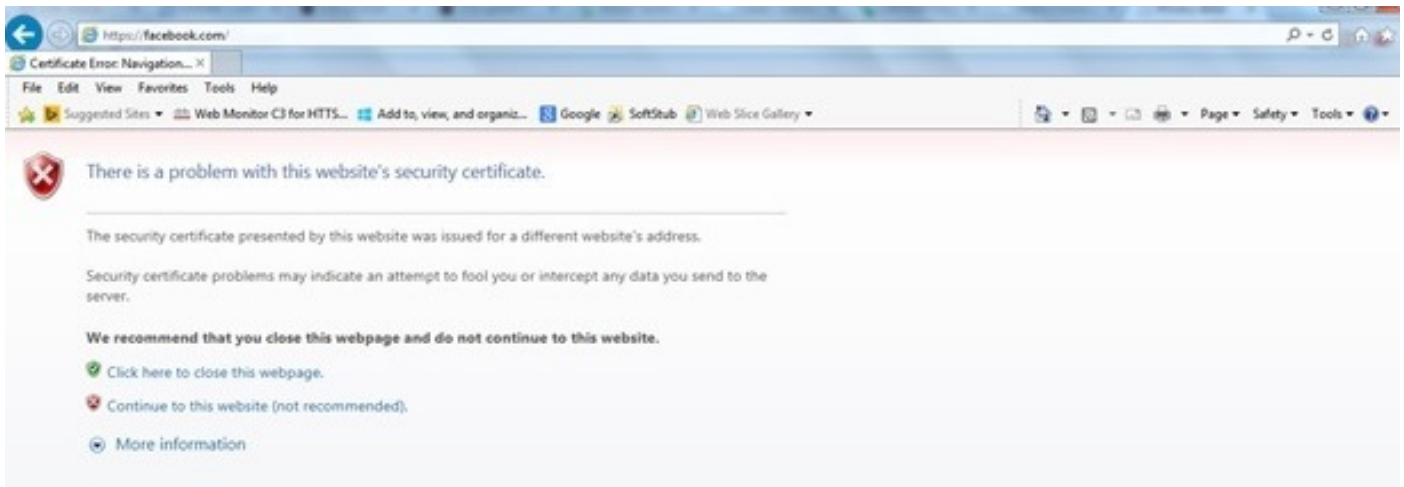 https://facebook.com/
Certificate Error: Navigation...
File Edit View Favorites Tools Help
Suggested Sites Web Monitor C3 for HTTS... Add to, view, and organiz... Google SoftStub Web Slice Gallery Page Safety Tools
There is a problem with this website's security certificate.
The security certificate presented by this website was issued for a different website's address.
Security certificate problems may indicate an attempt to fool you or intercept any data you send to the
server.
We recommend that you close this webpage and do not continue to this website.
Click here to close this webpage.
Continue to this website (not recommended).
More information